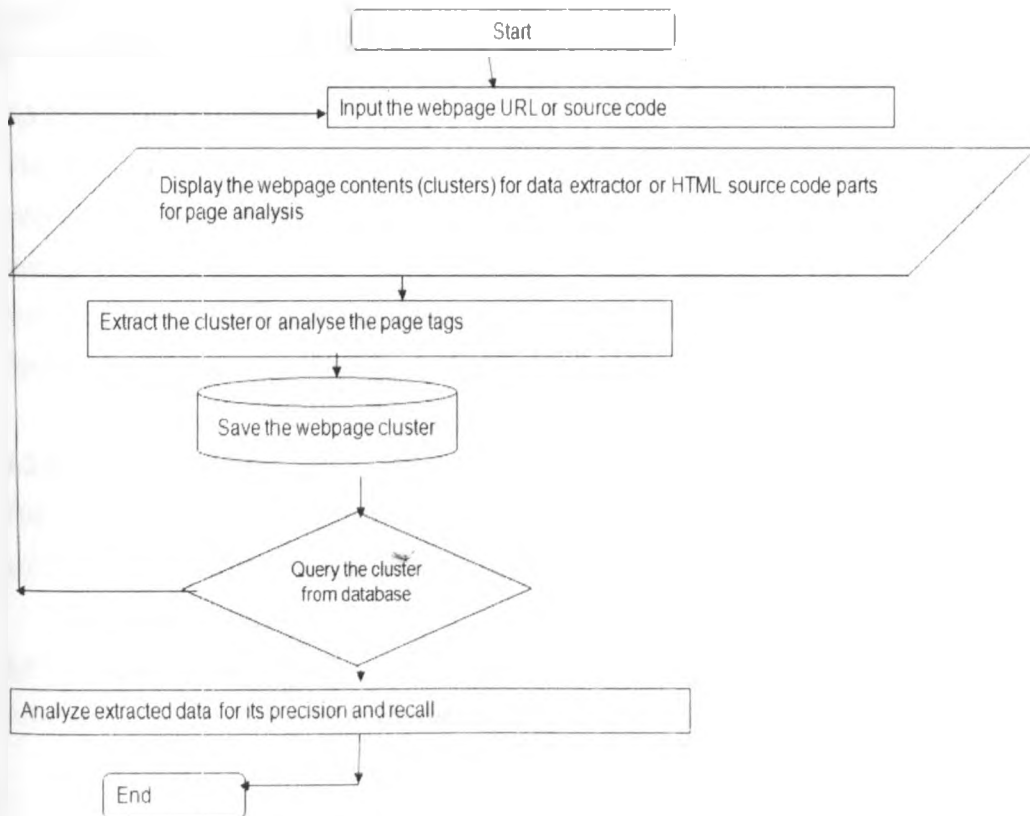 Start
Input the webpage URL or source code
Display the webpage contents (clusters) for data extractor or HTML source code parts
for page analysis
Extract the cluster or analyse the page tags
Save the webpage cluster
Query the cluster
from database
Analyze extracted data for its precision and recall
End